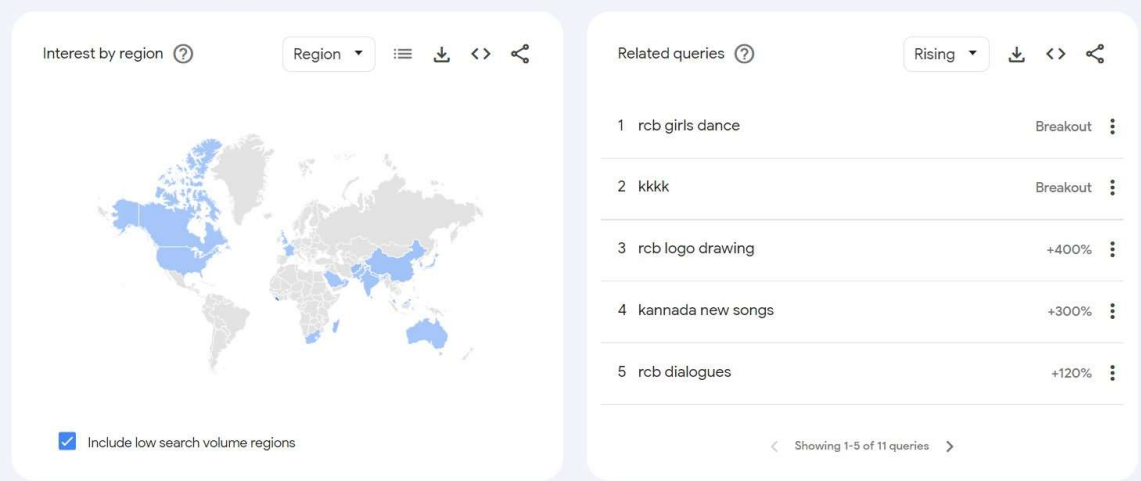 Interest by region
Region
Include low search volume regions
Related queries
Rising
1 rcb girls dance Breakout
2 kkkk Breakout
3 rcb logo drawing +400%
4 kannada new songs +300%
5 rcb dialogues +120%
Showing 1-5 of 11 queries